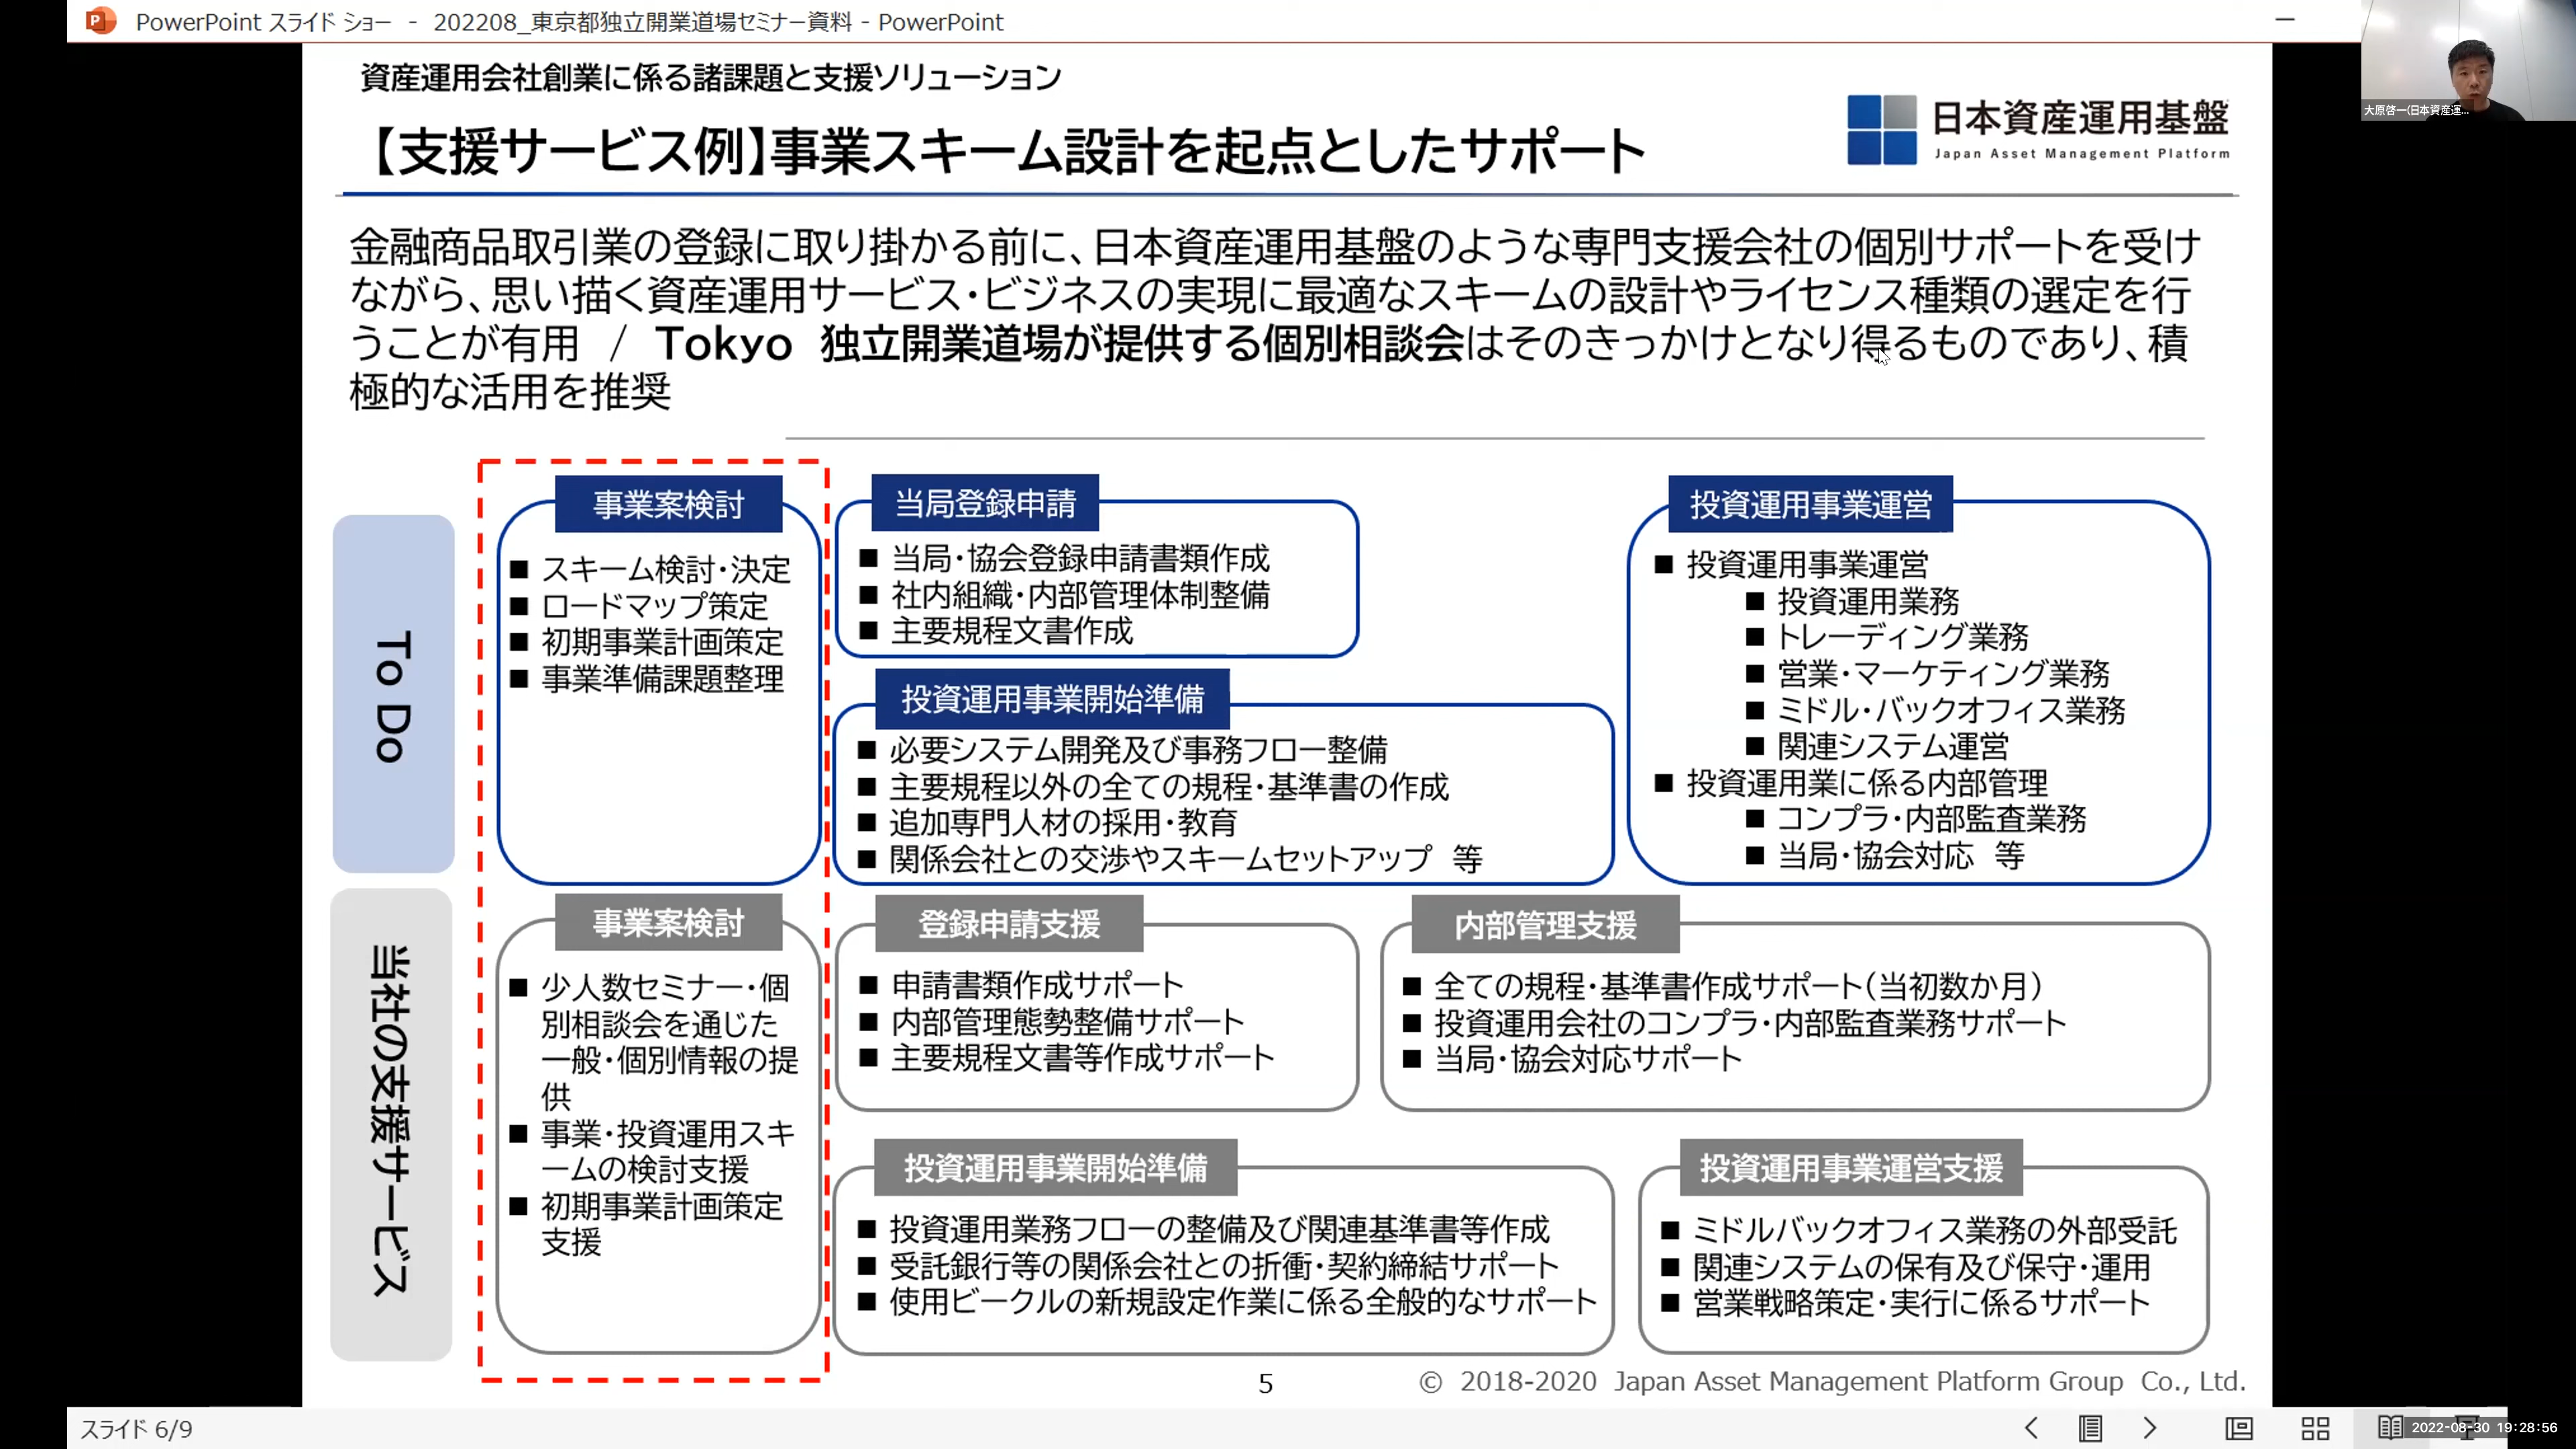 PowerPoint スライド ショー - 202208_東京都独立開業道場セミナー資料 - PowerPoint
大原啓一(日本資産運...
資産運用会社創業に係る諸課題と支援ソリューション
【支援サービス例】事業スキーム設計を起点としたサポート
日本資産運用基盤
Japan Asset Management Platform
金融商品取引業の登録に取り掛かる前に、日本資産運用基盤のような専門支援会社の個別サポートを受け
ながら、思い描く資産運用サービス・ビジネスの実現に最適なスキームの設計やライセンス種類の選定を行
うことが有用 / Tokyo 独立開業道場が提供する個別相談会はそのきっかけとなり得るものであり、積
極的な活用を推奨
To Do
事業案検討
■ スキーム検討・決定
■ ロードマップ策定
■ 初期事業計画策定
■ 事業準備課題整理
当局登録申請
■ 当局・協会登録申請書類作成
■ 社内組織・内部管理体制整備
■ 主要規程文書作成
投資運用事業開始準備
■ 必要システム開発及び事務フロー整備
■ 主要規程以外の全ての規程・基準書の作成
■ 追加専門人材の採用・教育
■ 関係会社との交渉やスキームセットアップ 等
投資運用事業運営
■ 投資運用事業運営
■ 投資運用業務
■ トレーディング業務
■ 営業・マーケティング業務
■ ミドル・バックオフィス業務
■ 関連システム運営
■ 投資運用業に係る内部管理
■ コンプラ・内部監査業務
■ 当局・協会対応 等
当社の支援サービス
事業案検討
■ 少人数セミナー・個
別相談会を通じた
一般・個別情報の提
供
■ 事業・投資運用スキ
ームの検討支援
■ 初期事業計画策定
支援
登録申請支援
■ 申請書類作成サポート
■ 内部管理態勢整備サポート
■ 主要規程文書等作成サポート
内部管理支援
■ 全ての規程・基準書作成サポート(当初数か月)
■ 投資運用会社のコンプラ・内部監査業務サポート
■ 当局・協会対応サポート
投資運用事業開始準備
■ 投資運用業務フローの整備及び関連基準書等作成
■ 受託銀行等の関係会社との折衝・契約締結サポート
■ 使用ビークルの新規設定作業に係る全般的なサポート
投資運用事業運営支援
■ ミドルバックオフィス業務の外部受託
■ 関連システムの保有及び保守・運用
■ 営業戦略策定・実行に係るサポート
5
© 2018-2020 Japan Asset Management Platform Group Co., Ltd.
スライド 6/9
2022-08-30 19:28:56